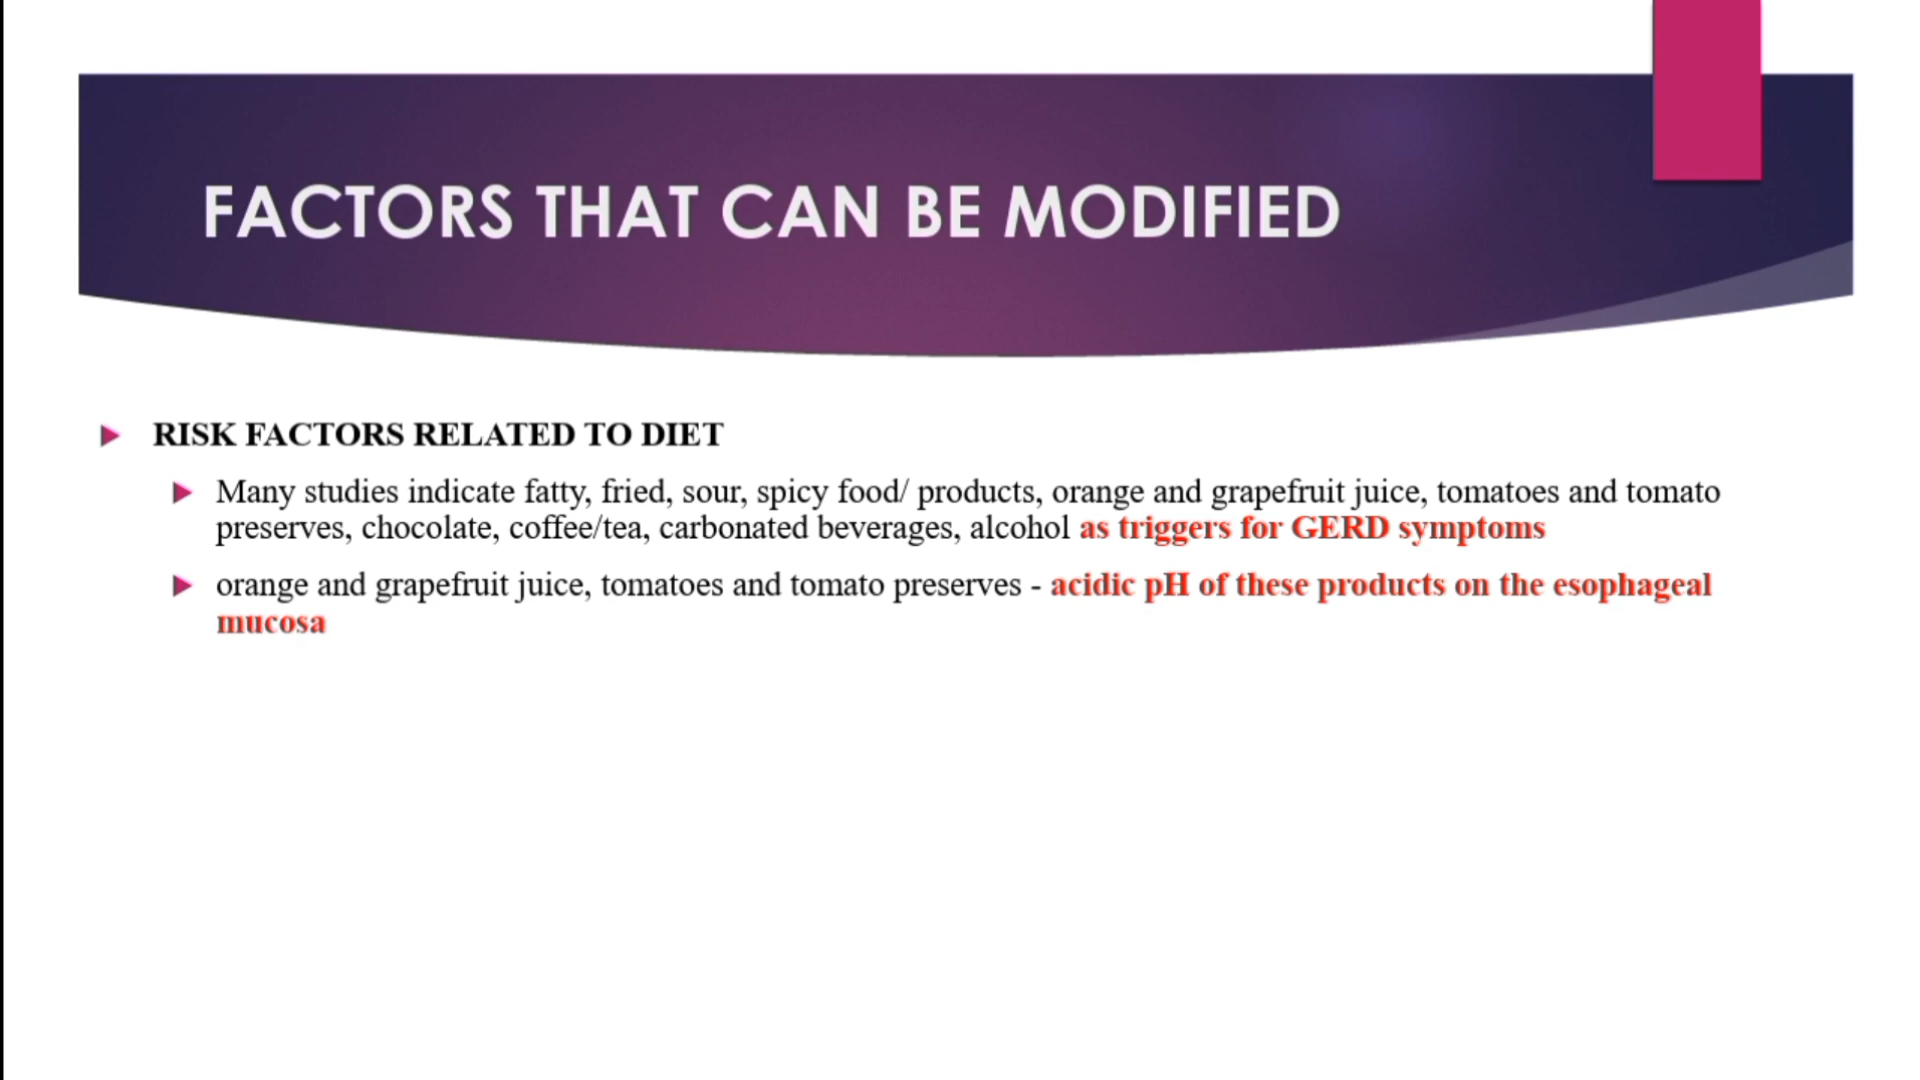 FACTORS THAT CAN BE MODIFIED
RISK FACTORS RELATED TO DIET
Many studies indicate fatty, fried, sour, spicy food/ products, orange and grapefruit juice, tomatoes and tomato
preserves, chocolate, coffee/tea, carbonated beverages, alcohol as triggers for GERD symptoms
orange and grapefruit juice, tomatoes and tomato preserves - acidic pH of these products on the esophageal
mucosa